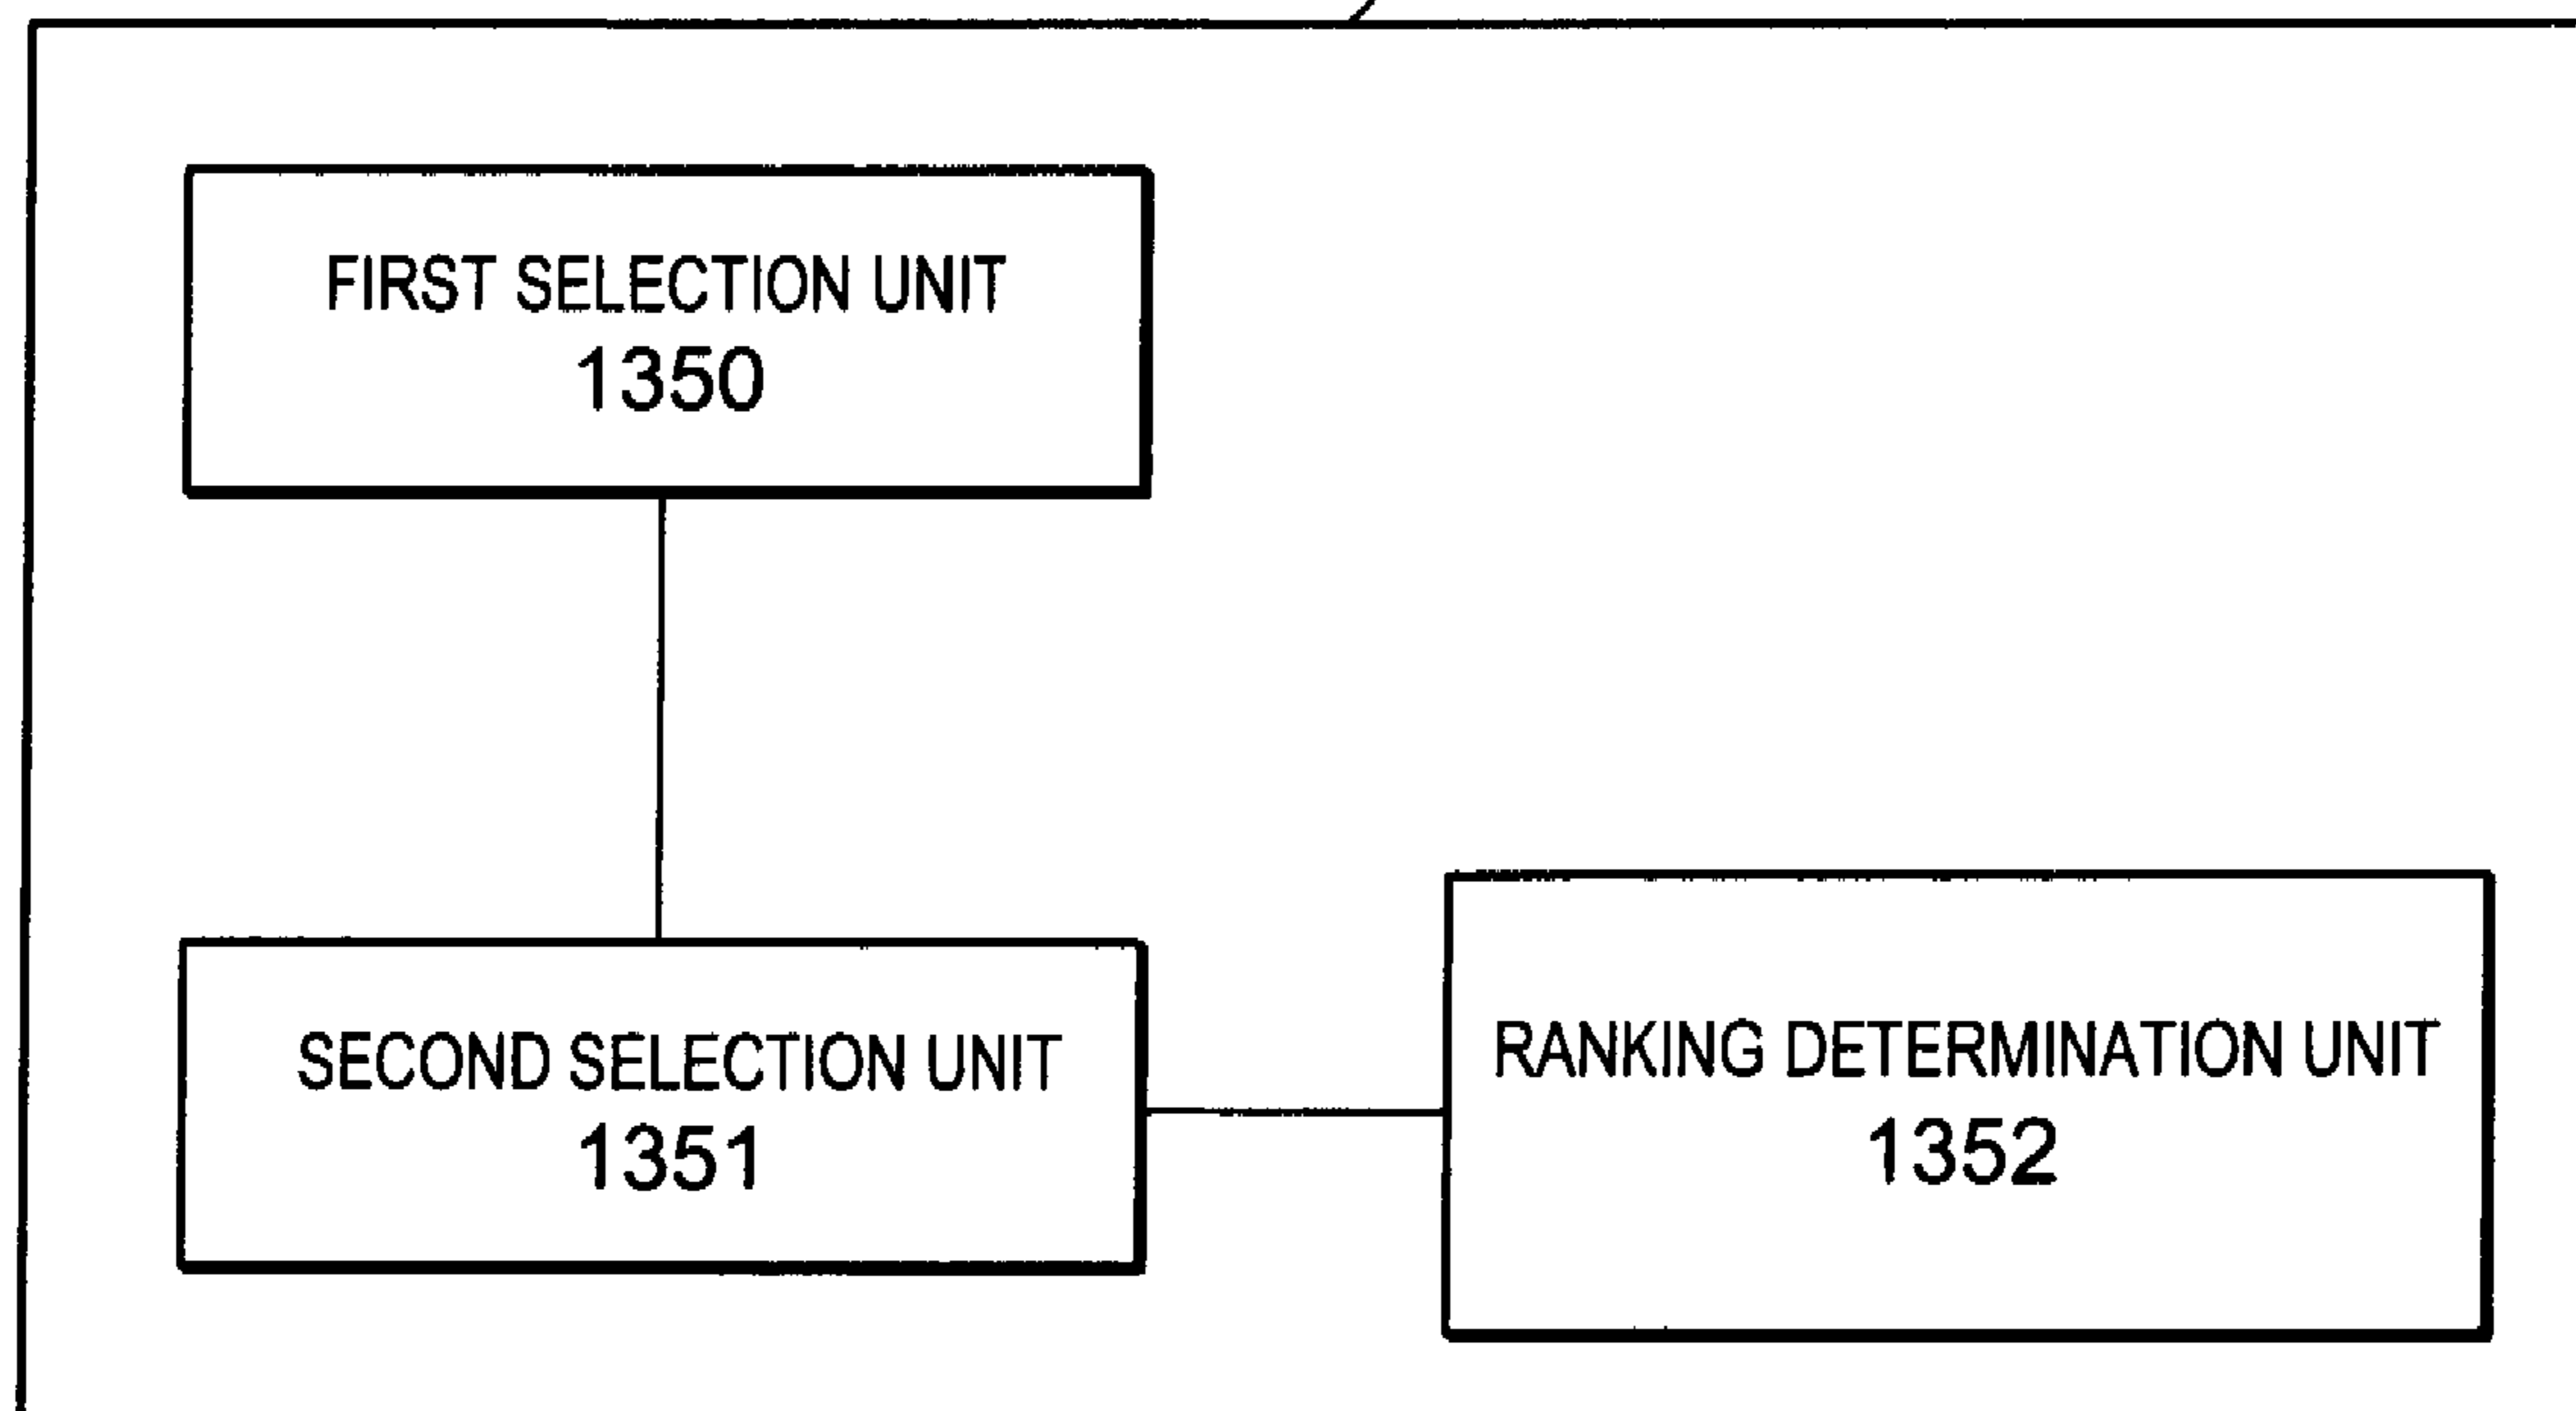 FIRST SELECTION UNIT
1350
SECOND SELECTION UNIT
1351
RANKING DETERMINATION UNIT
1352